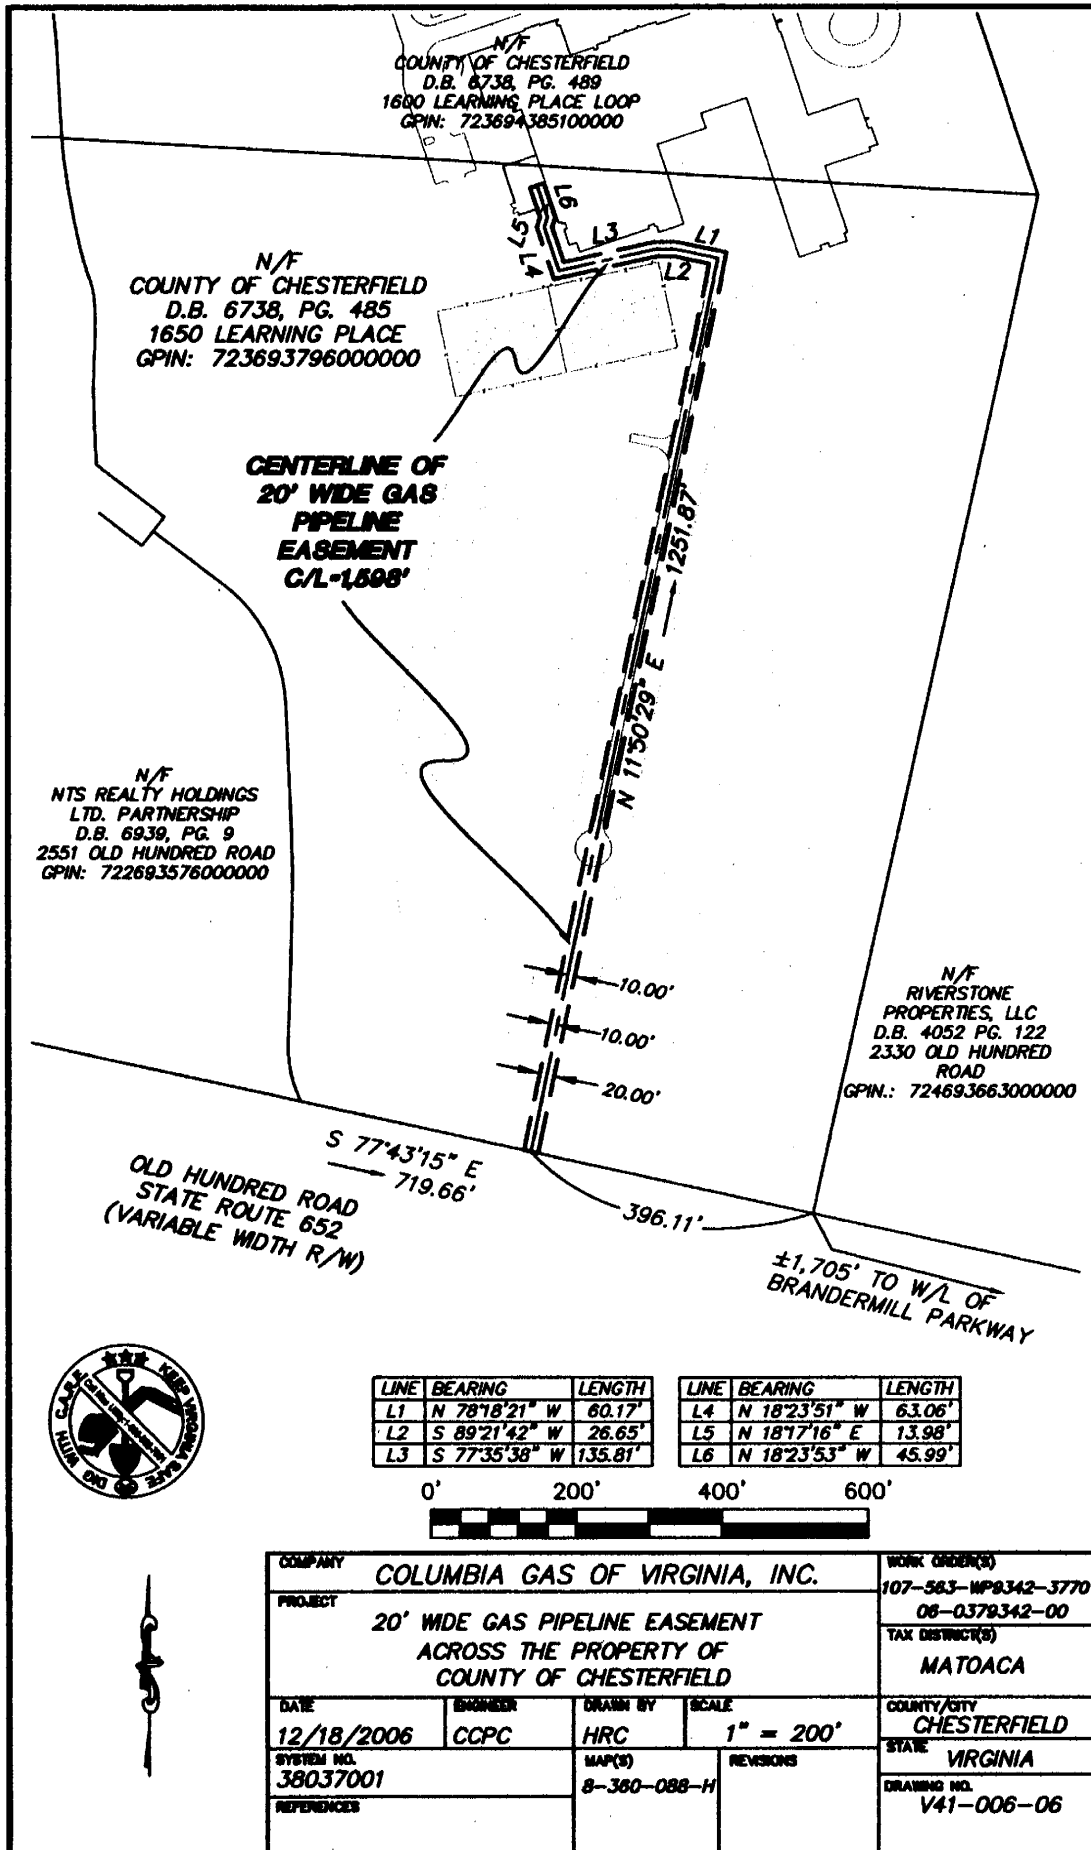 N/F
COUNTY OF CHESTERFIELD
D.B. 6738, PG. 489
1600 LEARNING PLACE LOOP
GPIN: 723694385100000
L6
L5
L4
L3
L1
L2
N/F
COUNTY OF CHESTERFIELD
D.B. 6738, PG. 485
1650 LEARNING PLACE
GPIN: 723693796000000
CENTERLINE OF
20' WIDE GAS
PIPELINE
EASEMENT
C/L=1,598'
N 11°50'29" E
1251.87'
N/F
NTS REALTY HOLDINGS
LTD. PARTNERSHIP
D.B. 6939, PG. 9
2551 OLD HUNDRED ROAD
GPIN: 722693576000000
10.00'
10.00'
20.00'
N/F
RIVERSTONE
PROPERTIES, LLC
D.B. 4052 PG. 122
2330 OLD HUNDRED
ROAD
GPIN.: 724693663000000
S 77°43'15" E
719.66'
OLD HUNDRED ROAD
STATE ROUTE 652
(VARIABLE WIDTH R/W)
396.11'
±1,705' TO W/L OF
BRANDERMILL PARKWAY
DIG WITH C.A.R.E.
KEEP VIRGINIA SAFE
LINE BEARING LENGTH
L1 N 78°18'21" W 60.17'
L2 S 89°21'42" W 26.65'
L3 S 77°35'38" W 135.81'
LINE BEARING LENGTH
L4 N 18°23'51" W 63.06'
L5 N 18°17'16" E 13.98'
L6 N 18°23'53" W 45.99'
0' 200' 400' 600'
COMPANY
COLUMBIA GAS OF VIRGINIA, INC.
WORK ORDER(S)
107-563-WP9342-3770
06-0379342-00
PROJECT
20' WIDE GAS PIPELINE EASEMENT
ACROSS THE PROPERTY OF
COUNTY OF CHESTERFIELD
TAX DISTRICT(S)
MATOACA
DATE
12/18/2006
ENGINEER
CCPC
DRAWN BY
HRC
SCALE
1" = 200'
COUNTY/CITY
CHESTERFIELD
STATE
VIRGINIA
SYSTEM NO.
38037001
MAP(S)
8-360-088-H
REVISIONS
DRAWING NO.
V41-006-06
REFERENCES